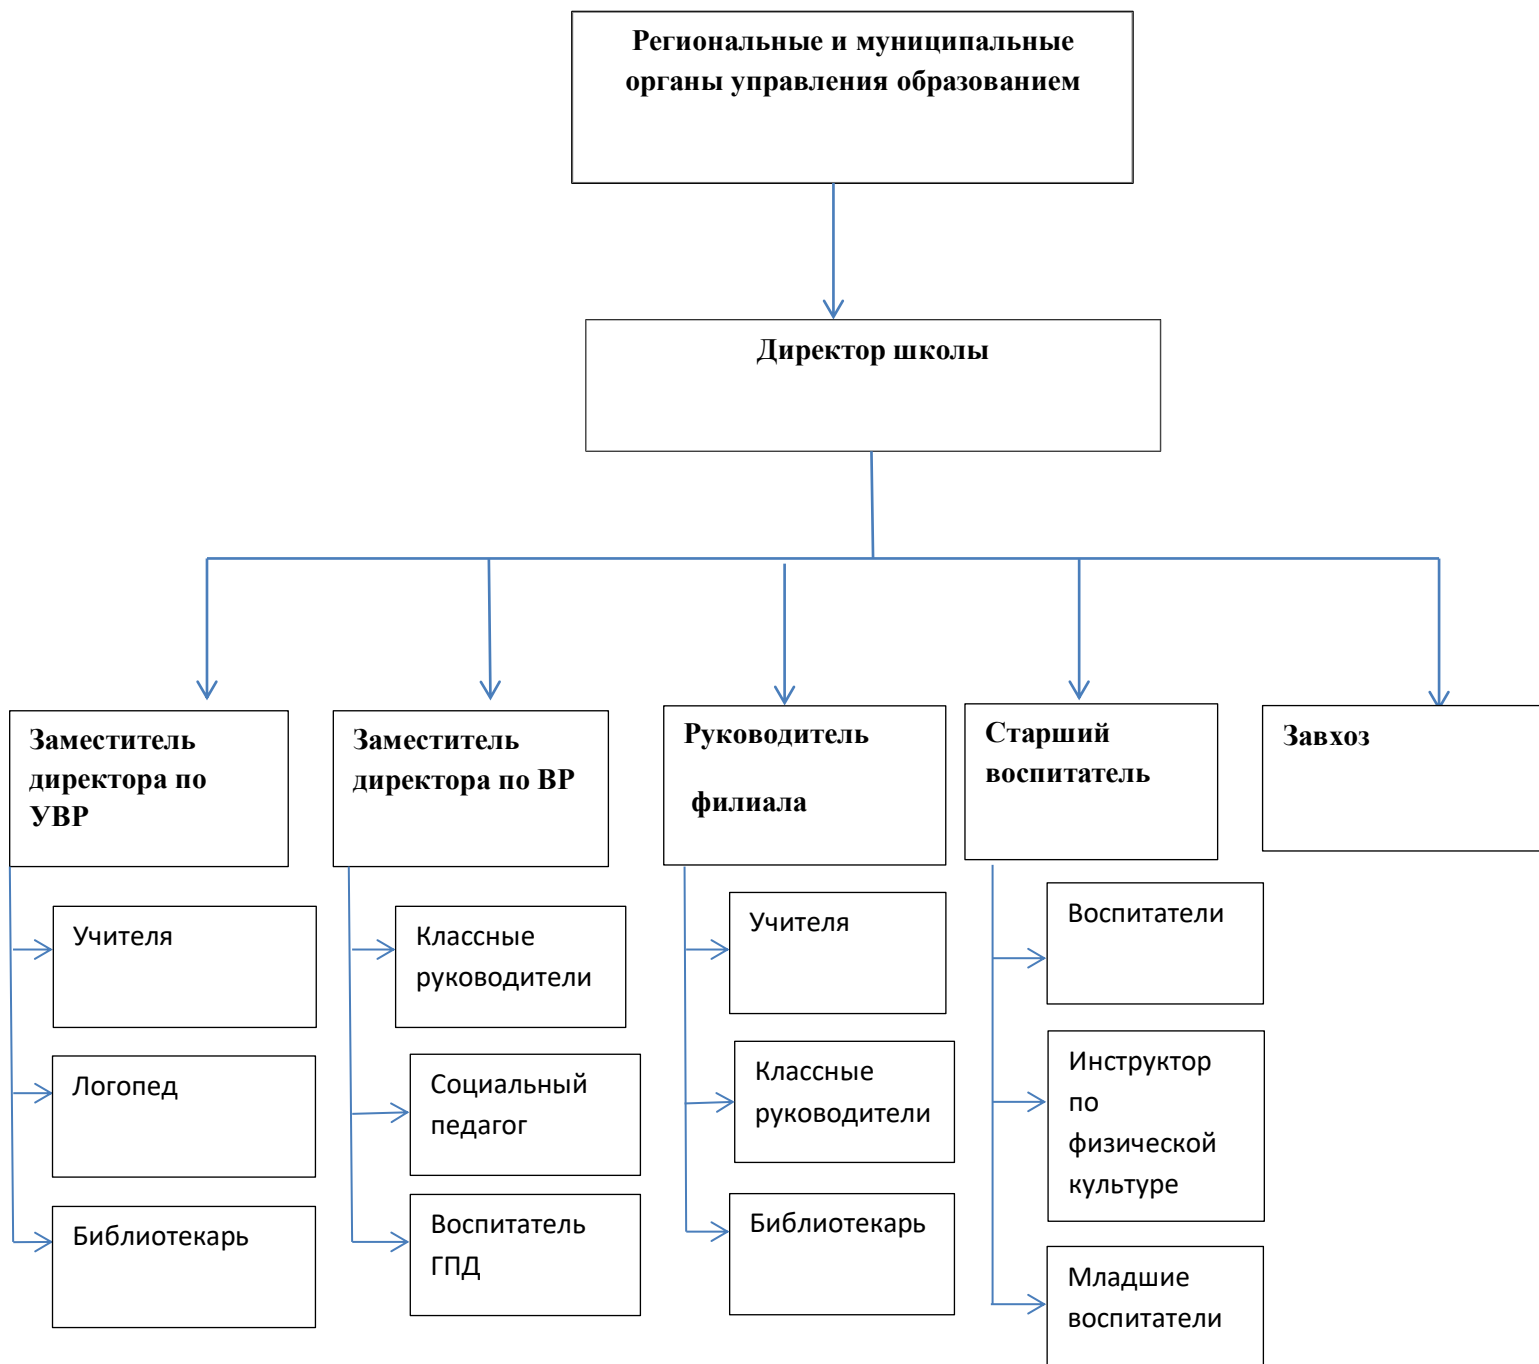 Региональные и муниципальные
органы управления образованием
Директор школы
Заместитель
директора по
УВР
Заместитель
директора по ВР
Руководитель
филиала
Старший
воспитатель
Завхоз
Учителя
Логопед
Библиотекарь
Классные
руководители
Социальный
педагог
Воспитатель
ГПД
Учителя
Классные
руководители
Библиотекарь
Воспитатели
Инструктор
по
физической
культуре
Младшие
воспитатели